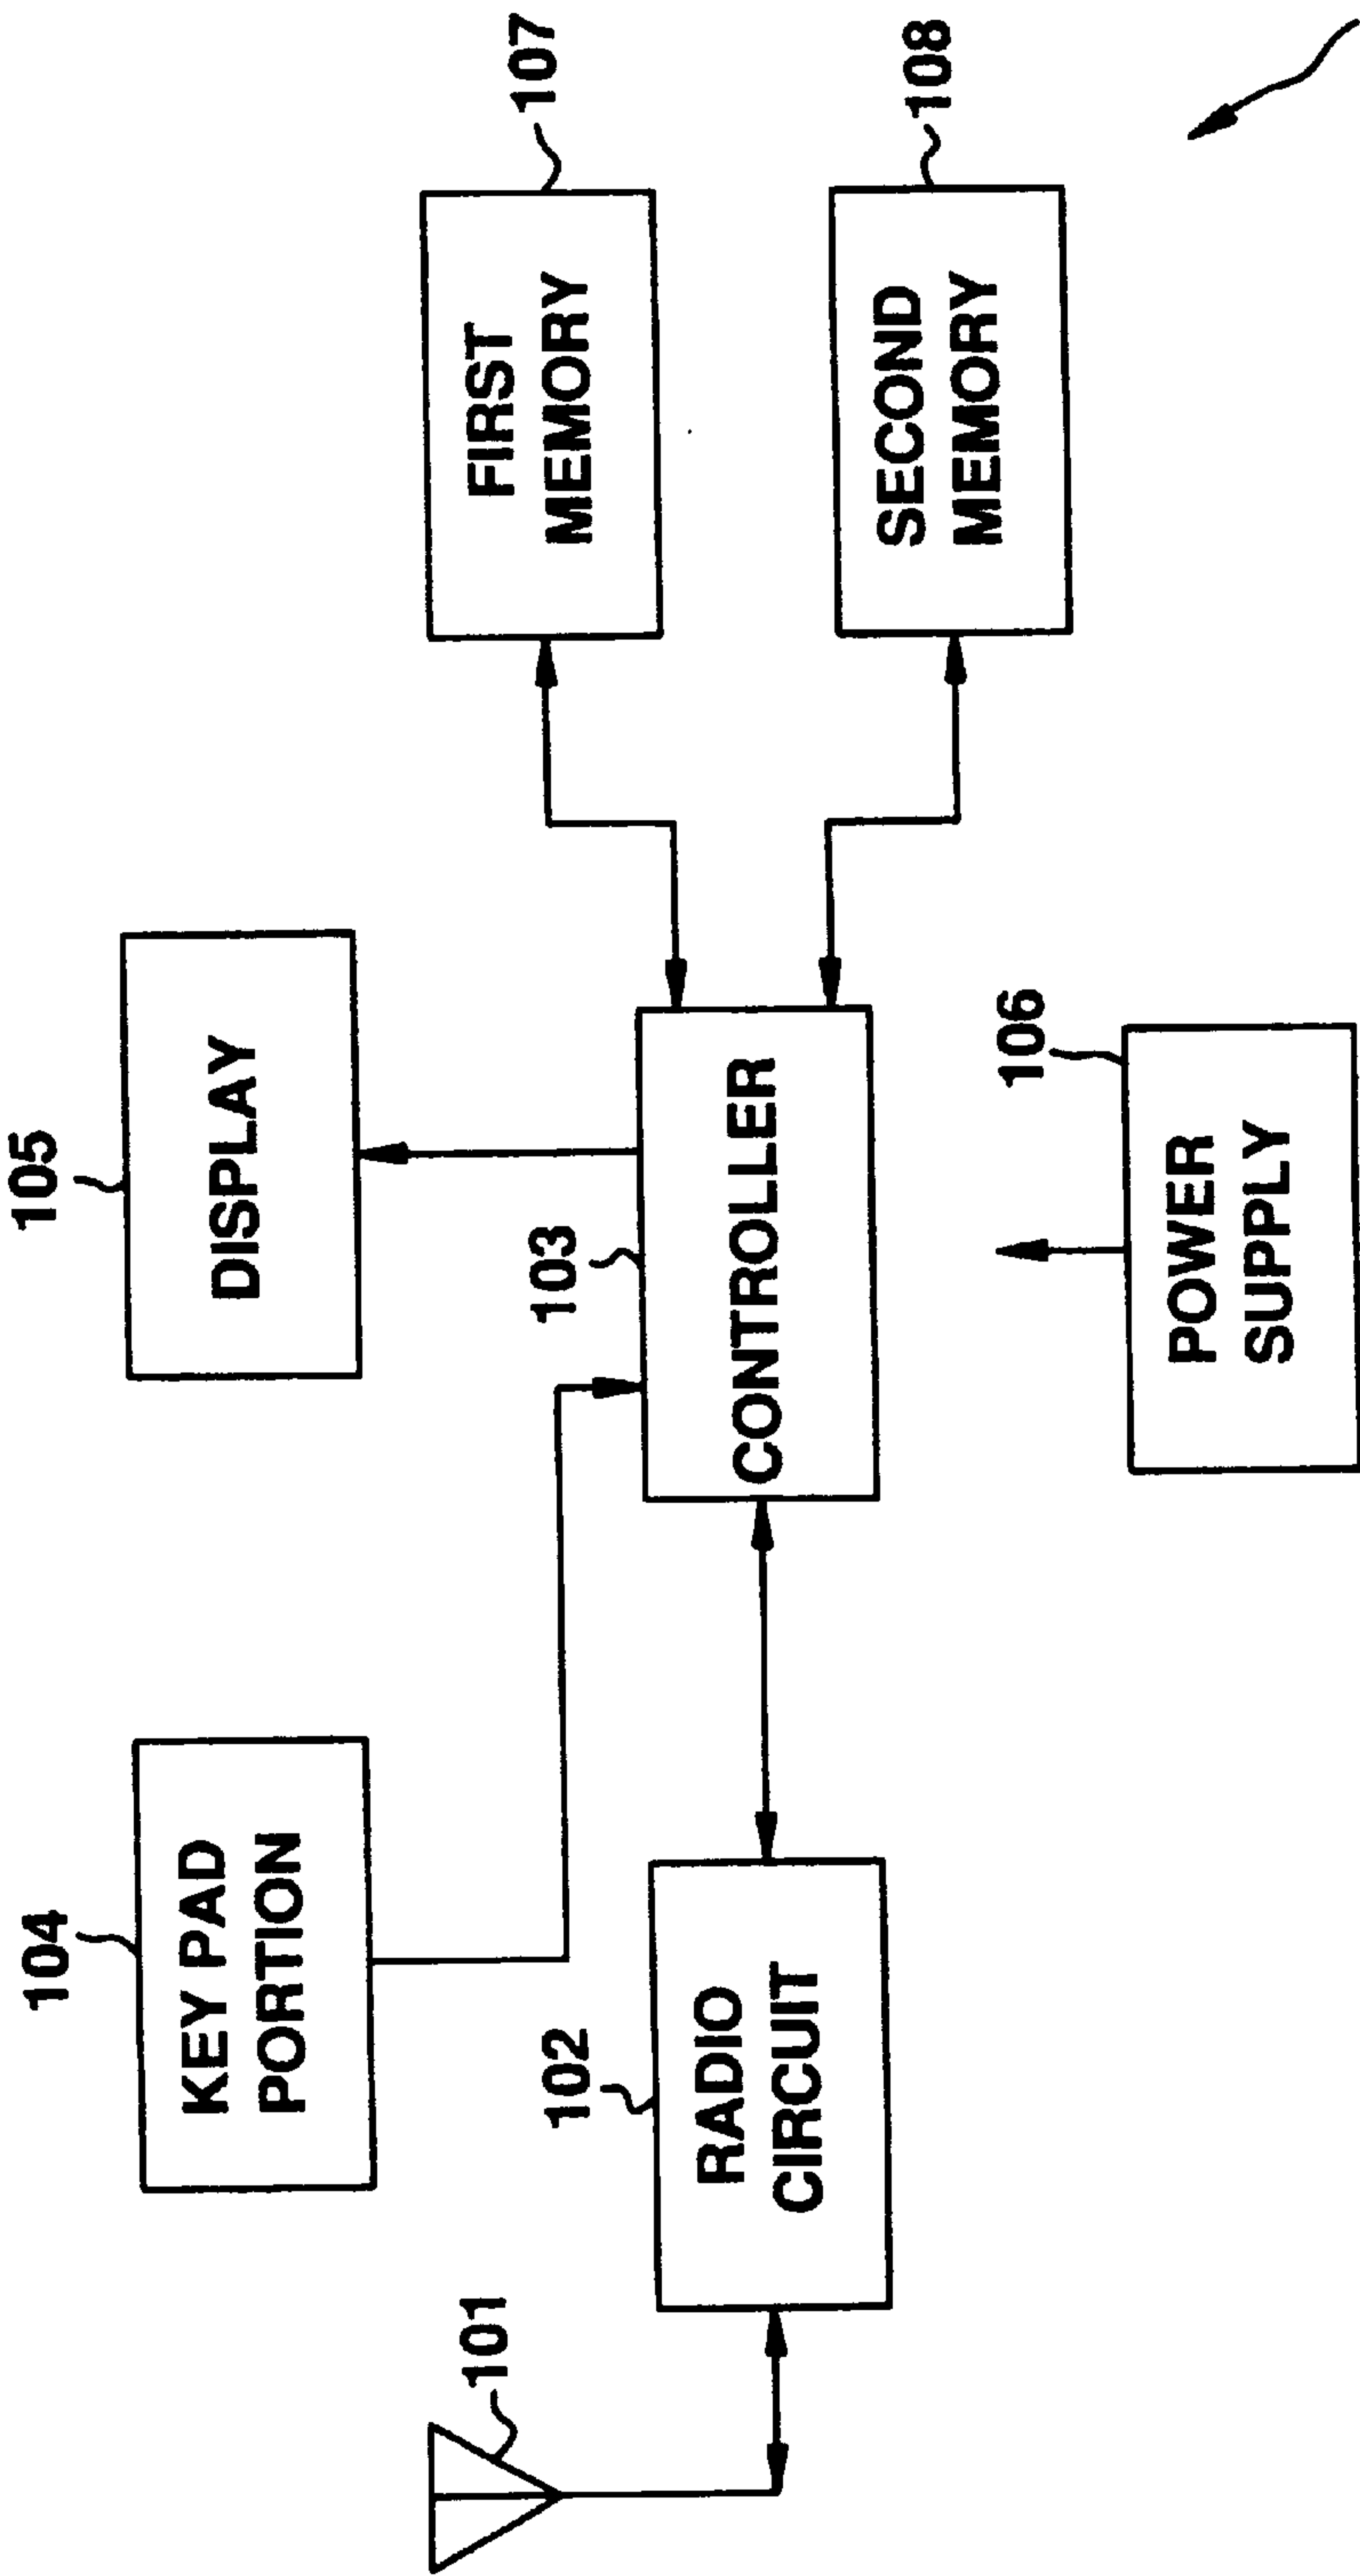 105
104
DISPLAY
KEY PAD
PORTION
107
FIRST
MEMORY
103
CONTROLLER
102
RADIO
CIRCUIT
101
108
SECOND
MEMORY
106
POWER
SUPPLY